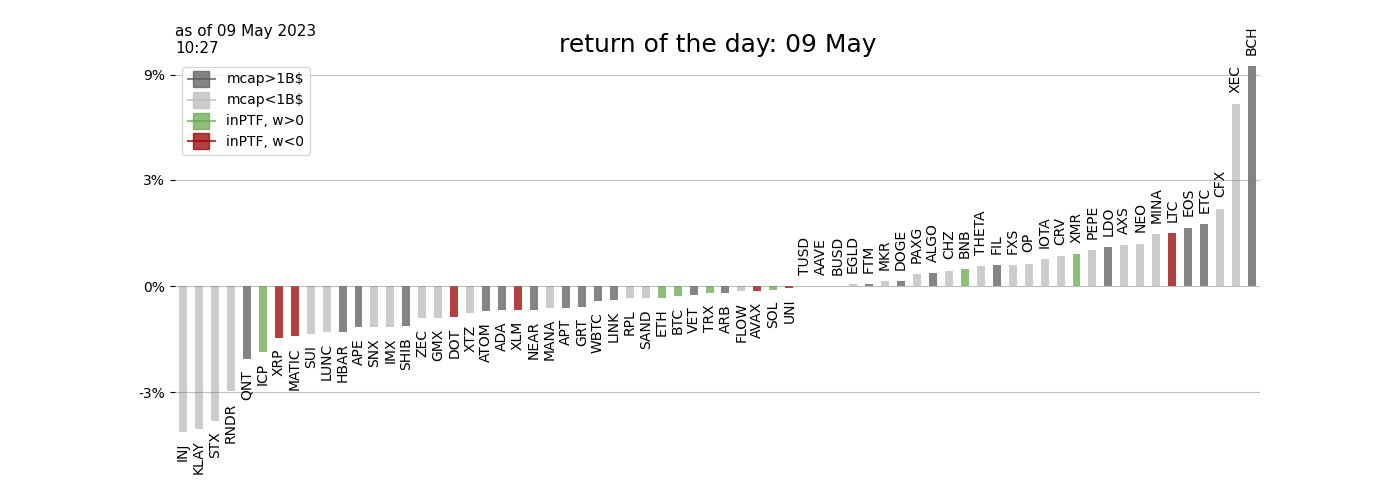 as of 09 May 2023
10:27
return of the day: 09 May
mcap>1B$
mcap<1B$
inPTF, w>0
inPTF, w<0
9%
3%
0%
-3%
INJ
KLAY
STX
RNDR
QNT
ICP
XRP
MATIC
SUI
LUNC
HBAR
APE
SNX
IMX
SHIB
ZEC
GMX
DOT
XTZ
ATOM
ADA
XLM
NEAR
MANA
APT
GRT
WBTC
LINK
RPL
SAND
ETH
BTC
VET
TRX
ARB
FLOW
AVAX
SOL
UNI
TUSD
AAVE
BUSD
EGLD
FTM
MKR
DOGE
PAXG
ALGO
CHZ
BNB
THETA
FIL
FXS
OP
IOTA
CRV
XMR
PEPE
LDO
AXS
NEO
MINA
LTC
EOS
ETC
CFX
XEC
BCH